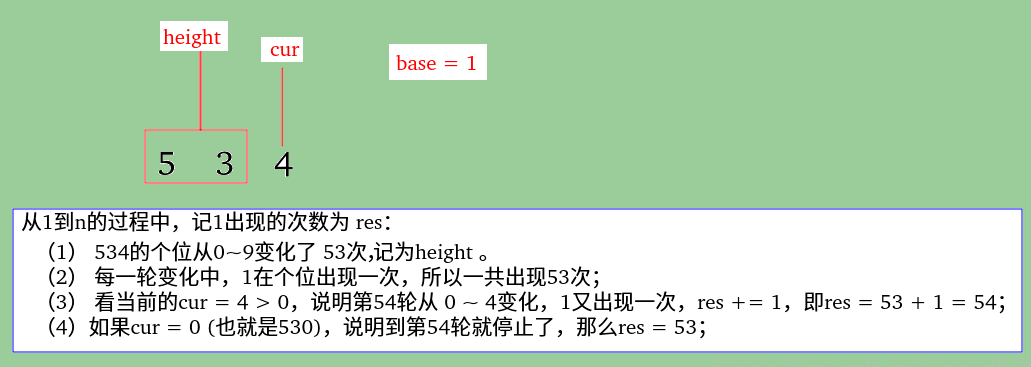 height
cur
base = 1
5 3 4
从1到n的过程中，记1出现的次数为 res：
（1） 534的个位从0~9变化了 53次,记为height 。
（2） 每一轮变化中，1在个位出现一次，所以一共出现53次；
（3） 看当前的cur = 4 > 0，说明第54轮从 0 ~ 4变化，1又出现一次，res += 1，即res = 53 + 1 = 54；
（4）如果cur = 0 (也就是530)，说明到第54轮就停止了，那么res = 53；